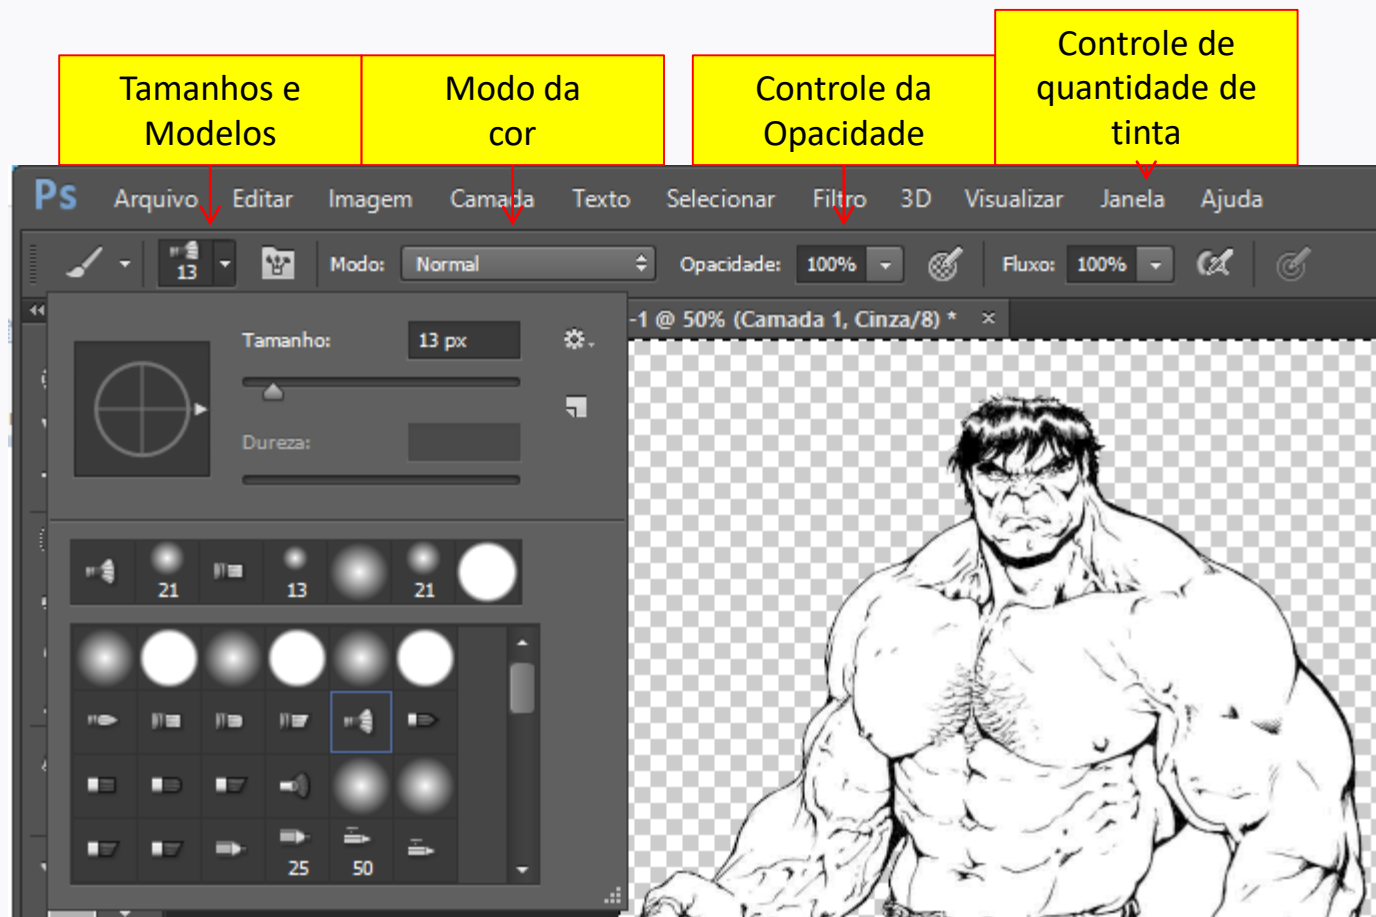 Tamanhos e
Modelos
Modo da
cor
Controle da
Opacidade
Controle de
quantidade de
tinta
Ps Arquivo Editar Imagem Camada Texto Selecionar Filtro 3D Visualizar Janela Ajuda
13 Modo: Normal Opacidade: 100% Fluxo: 100%
-1 @ 50% (Camada 1, Cinza/8) * ×
Tamanho: 13 px
Dureza:
21 13 21
25 50